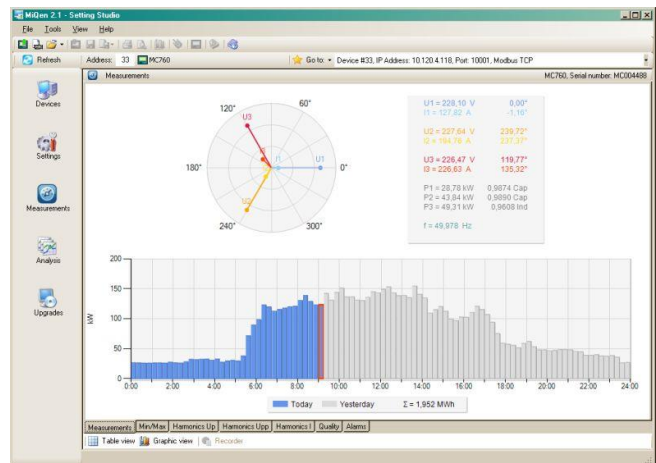 MiQen 2.1 - Setting Studio
File Tools View Help
Refresh Address: 33 MC760 Go to: Device #33, IP Address: 10.120.4.118, Port: 10001, Modbus TCP
Measurements MC760, Serial number: MC004488
Devices
Settings
Measurements
Analysis
Upgrades
120° 60°
U3
I3
180° I1 U1 0°
U2
240° 300°
U1 = 228,10 V 0,00°
I1 = 127,82 A -1,16°
U2 = 227,64 V 239,72°
I2 = 194,76 A 237,37°
U3 = 226,47 V 119,77°
I3 = 226,63 A 135,32°
P1 = 28,78 kW 0,9874 Cap
P2 = 43,84 kW 0,9890 Cap
P3 = 49,31 kW 0,9608 Ind
f = 49,978 Hz
200
150
100
50
0
kW
0:00 2:00 4:00 6:00 8:00 10:00 12:00 14:00 16:00 18:00 20:00 22:00 24:00
Today Yesterday Σ = 1,952 MWh
Measurements Min/Max Harmonics Up Harmonics Upp Harmonics I Quality Alarms
Table view Graphic view Recorder